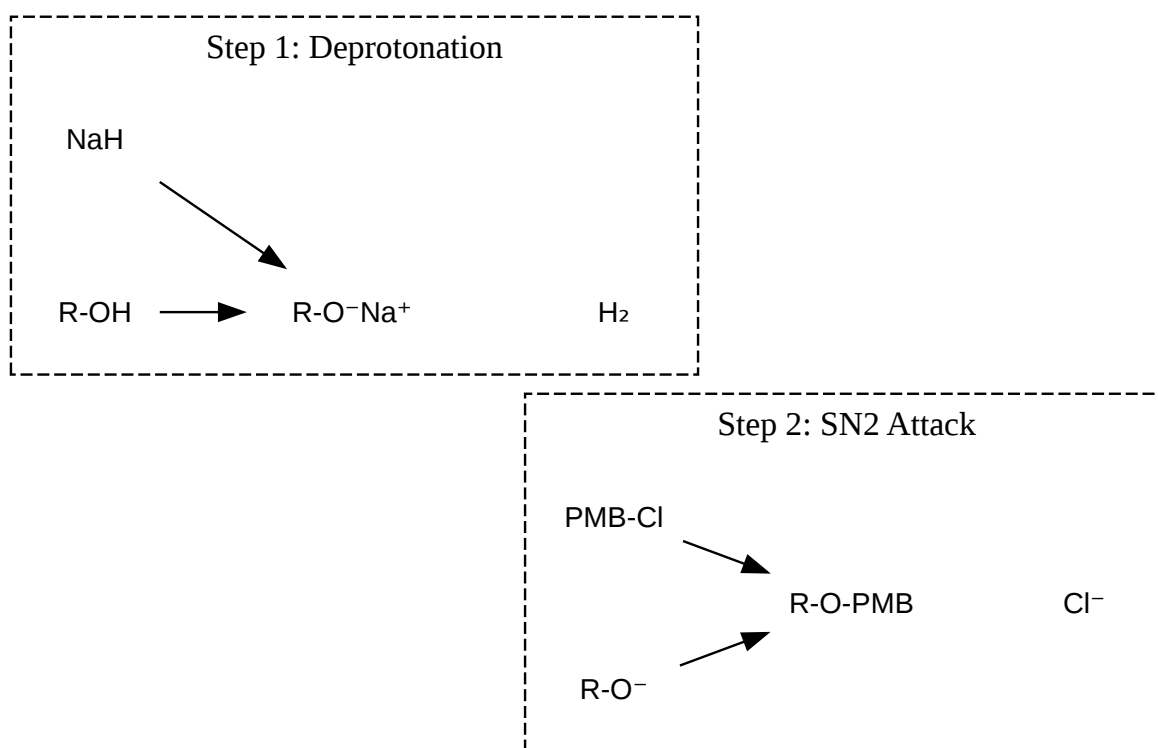 Step 1: Deprotonation
NaH
R-OH
R-O⁻Na⁺
H₂
Step 2: SN2 Attack
PMB-Cl
R-O-PMB
Cl⁻
R-O⁻